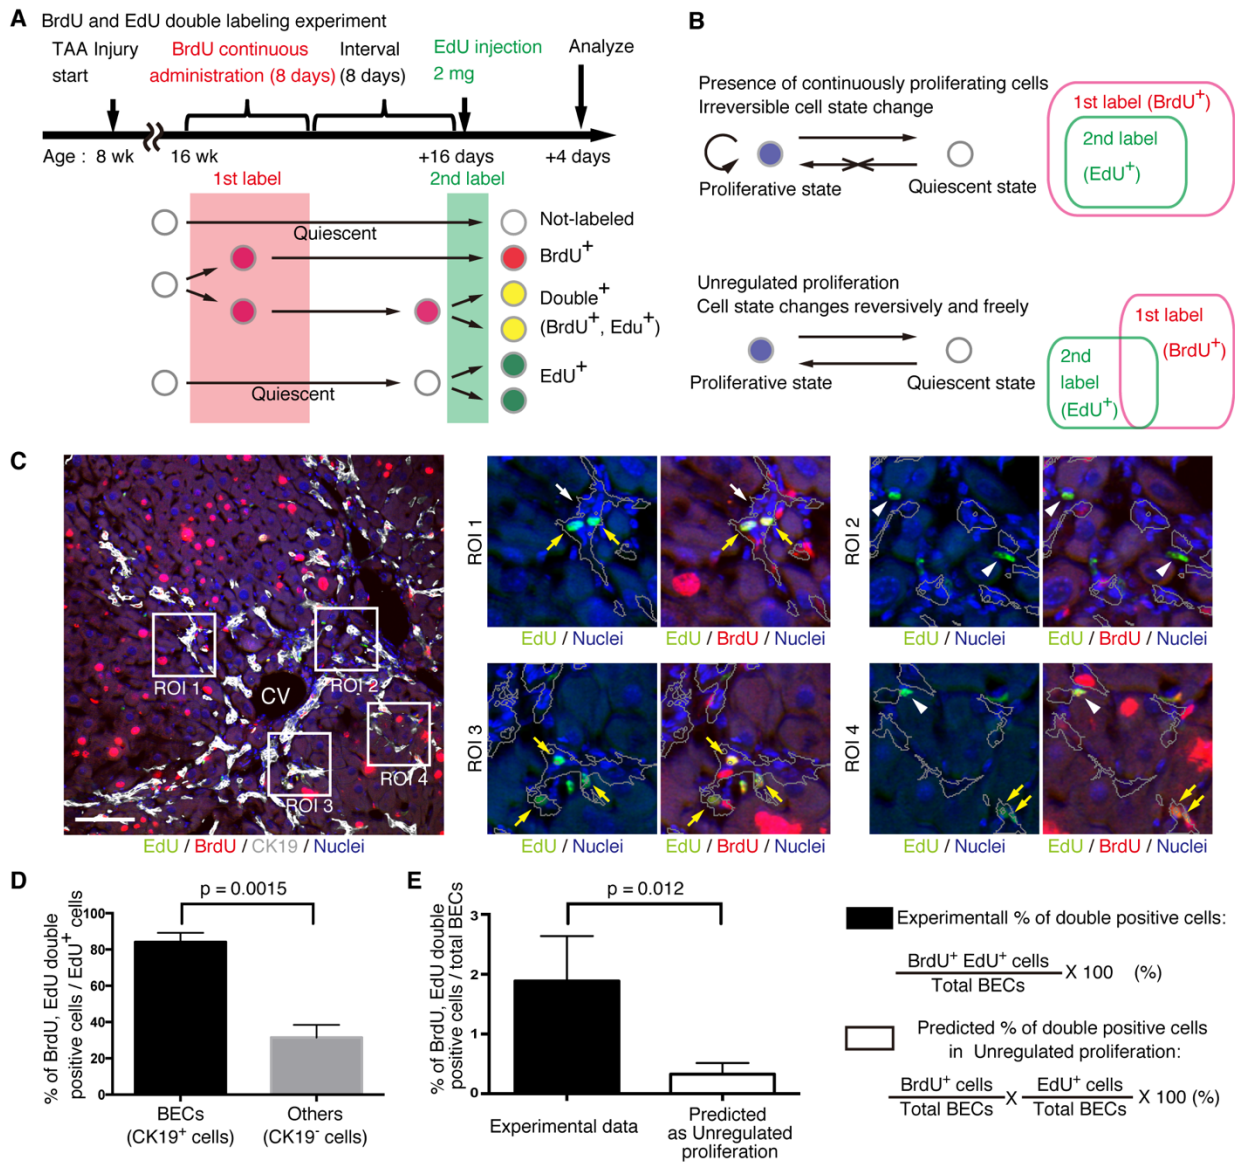 A
BrdU and EdU double labeling experiment
TAA Injury
start
BrdU continuous
administration (8 days)
Interval
(8 days)
EdU injection
2 mg
Analyze
Age : 8 wk
16 wk
+16 days
+4 days
1st label
2nd label
Quiescent
Not-labeled
BrdU+
Double+
(BrdU+, Edu+)
Quiescent
EdU+
B
Presence of continuously proliferating cells
Irreversible cell state change
Proliferative state
Quiescent state
1st label (BrdU+)
2nd label
(EdU+)
Unregulated proliferation
Cell state changes reversively and freely
Proliferative state
Quiescent state
1st label
(BrdU+)
2nd
label
(EdU+)
C
ROI 1
ROI 2
CV
ROI 3
ROI 4
EdU / BrdU / CK19 / Nuclei
ROI 1
EdU / Nuclei
EdU / BrdU / Nuclei
ROI 2
EdU / Nuclei
EdU / BrdU / Nuclei
ROI 3
EdU / Nuclei
EdU / BrdU / Nuclei
ROI 4
EdU / Nuclei
EdU / BrdU / Nuclei
D
p = 0.0015
% of BrdU, EdU double
positive cells / EdU+ cells
100
80
60
40
20
0
BECs
(CK19+ cells)
Others
(CK19- cells)
E
p = 0.012
% of BrdU, EdU double
positive cells / total BECs
3
2
1
0
Experimental data
Predicted
as Unregulated
proliferation
Experimentall % of double positive cells:
BrdU+ EdU+ cells
Total BECs
X 100 (%)
Predicted % of double positive cells
in Unregulated proliferation:
BrdU+ cells
Total BECs
X
EdU+ cells
Total BECs
X 100 (%)